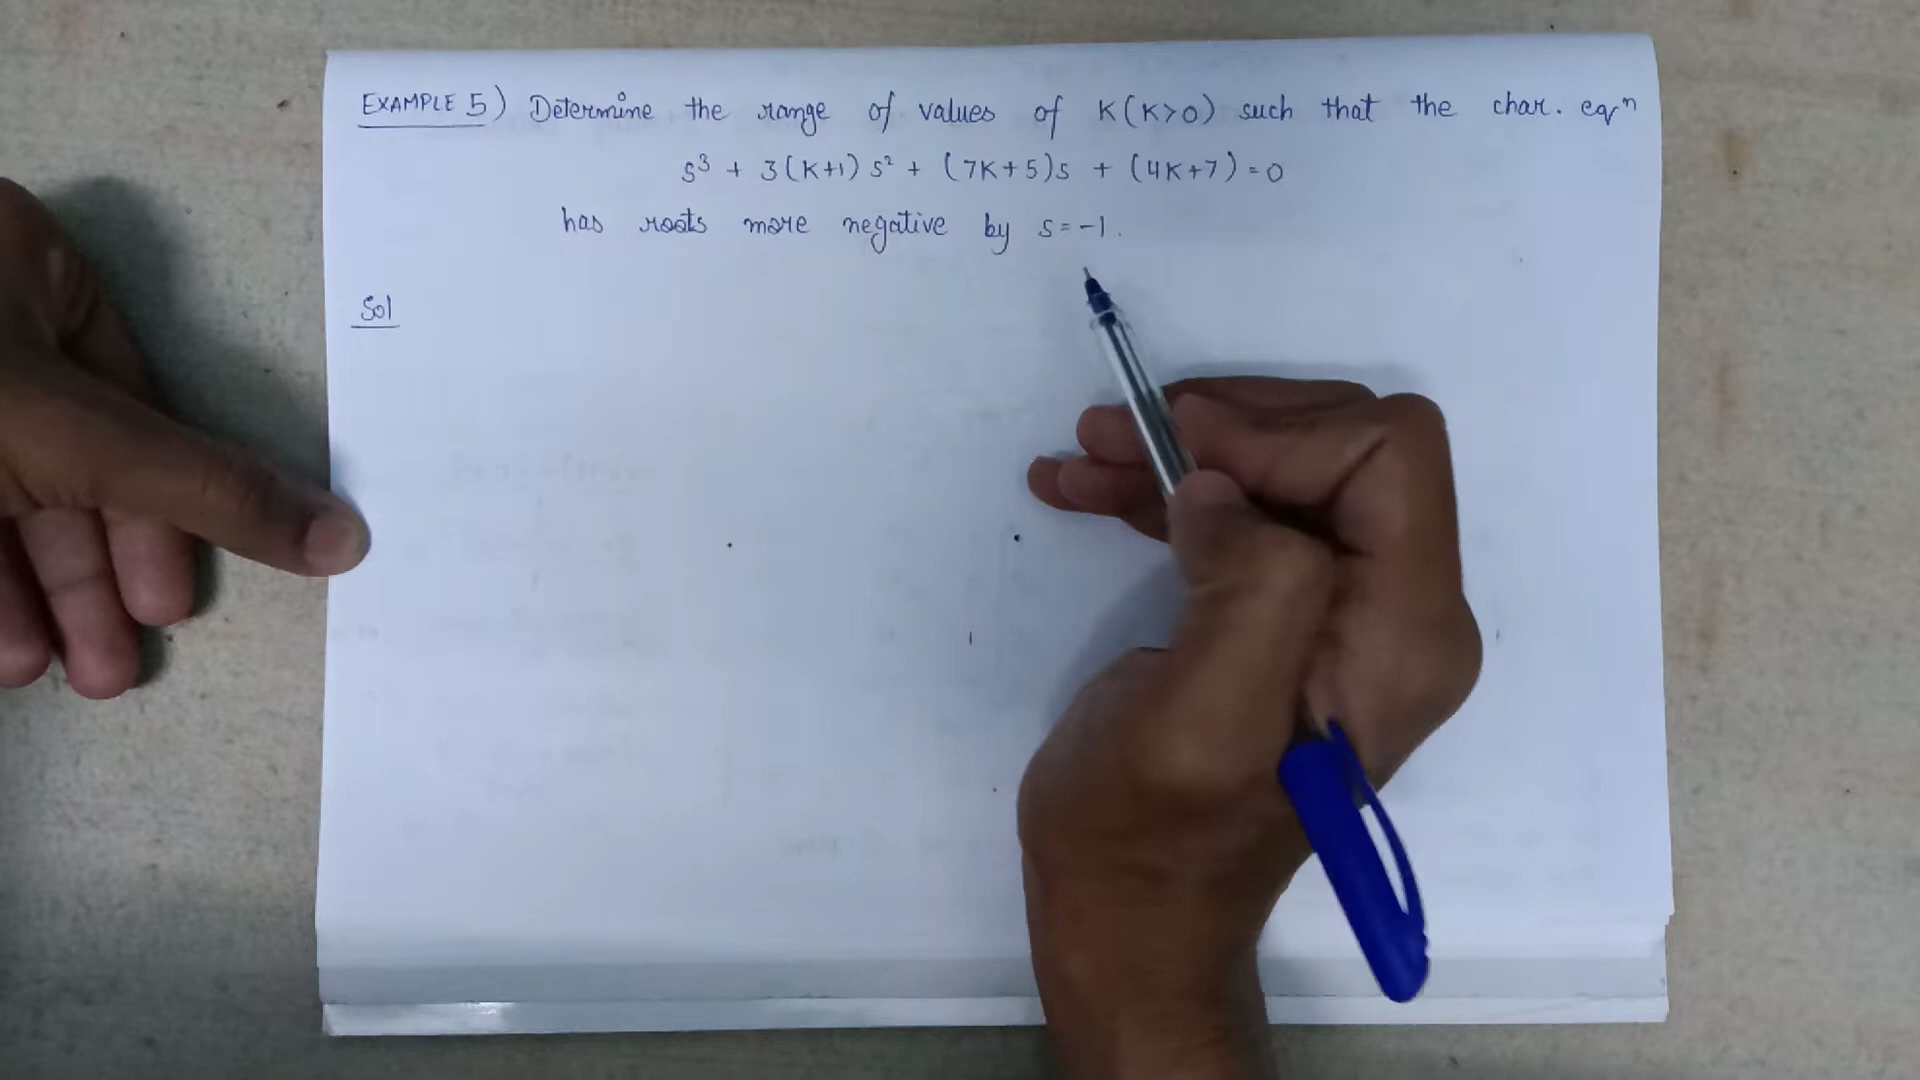 EXAMPLE 5) Determine the range of values of K(K>0) such that the char. eqⁿ
s³ + 3(K+1) s² + (7K+5)s + (4K+7) = 0
has roots more negative by s = -1.
Sol